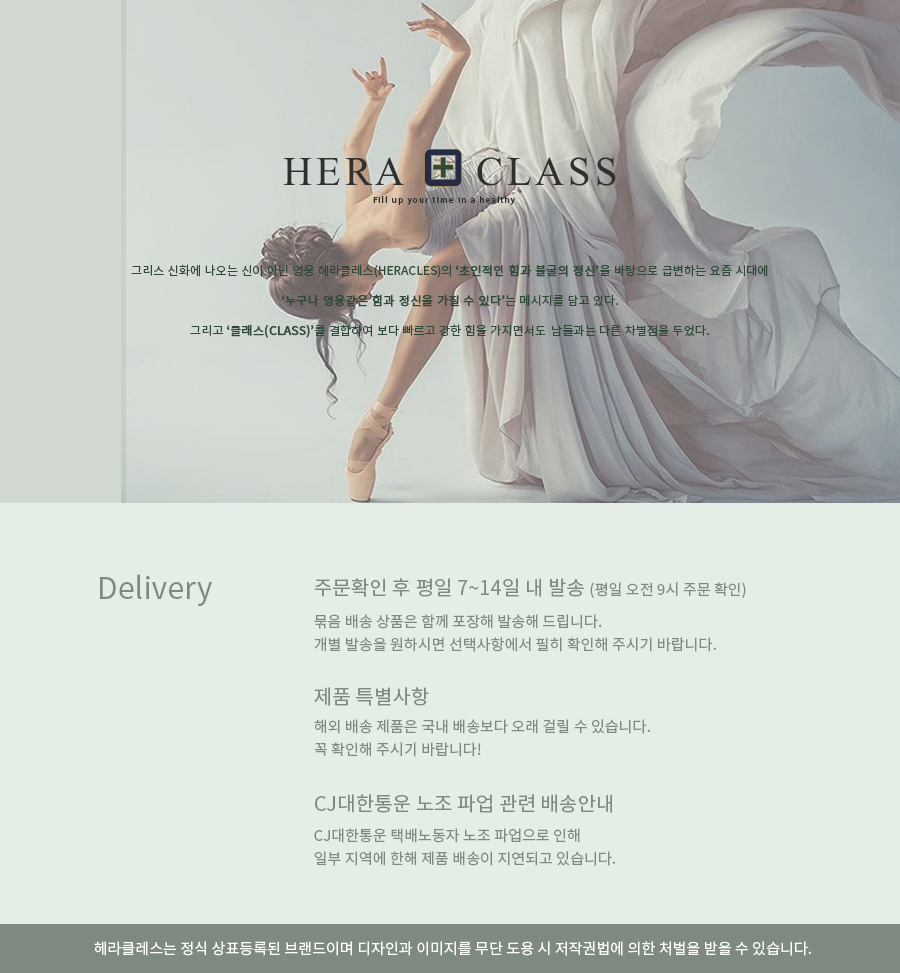 HERA CLASS
Fill up your time in a healthy
그리스 신화에 나오는 신이 아닌 영웅 헤라클레스(HERACLES)의 ‘초인적인 힘과 불굴의 정신’을 바탕으로 급변하는 요즘 시대에
‘누구나 영웅같은 힘과 정신을 가질 수 있다’는 메시지를 담고 있다.
그리고 ‘클래스(CLASS)’를 결합하여 보다 빠르고 강한 힘을 가지면서도 남들과는 다른 차별점을 두었다.
Delivery
주문확인 후 평일 7~14일 내 발송 (평일 오전 9시 주문 확인)
묶음 배송 상품은 함께 포장해 발송해 드립니다.
개별 발송을 원하시면 선택사항에서 필히 확인해 주시기 바랍니다.
제품 특별사항
해외 배송 제품은 국내 배송보다 오래 걸릴 수 있습니다.
꼭 확인해 주시기 바랍니다!
CJ대한통운 노조 파업 관련 배송안내
CJ대한통운 택배노동자 노조 파업으로 인해
일부 지역에 한해 제품 배송이 지연되고 있습니다.
헤라클레스는 정식 상표등록된 브랜드이며 디자인과 이미지를 무단 도용 시 저작권법에 의한 처벌을 받을 수 있습니다.